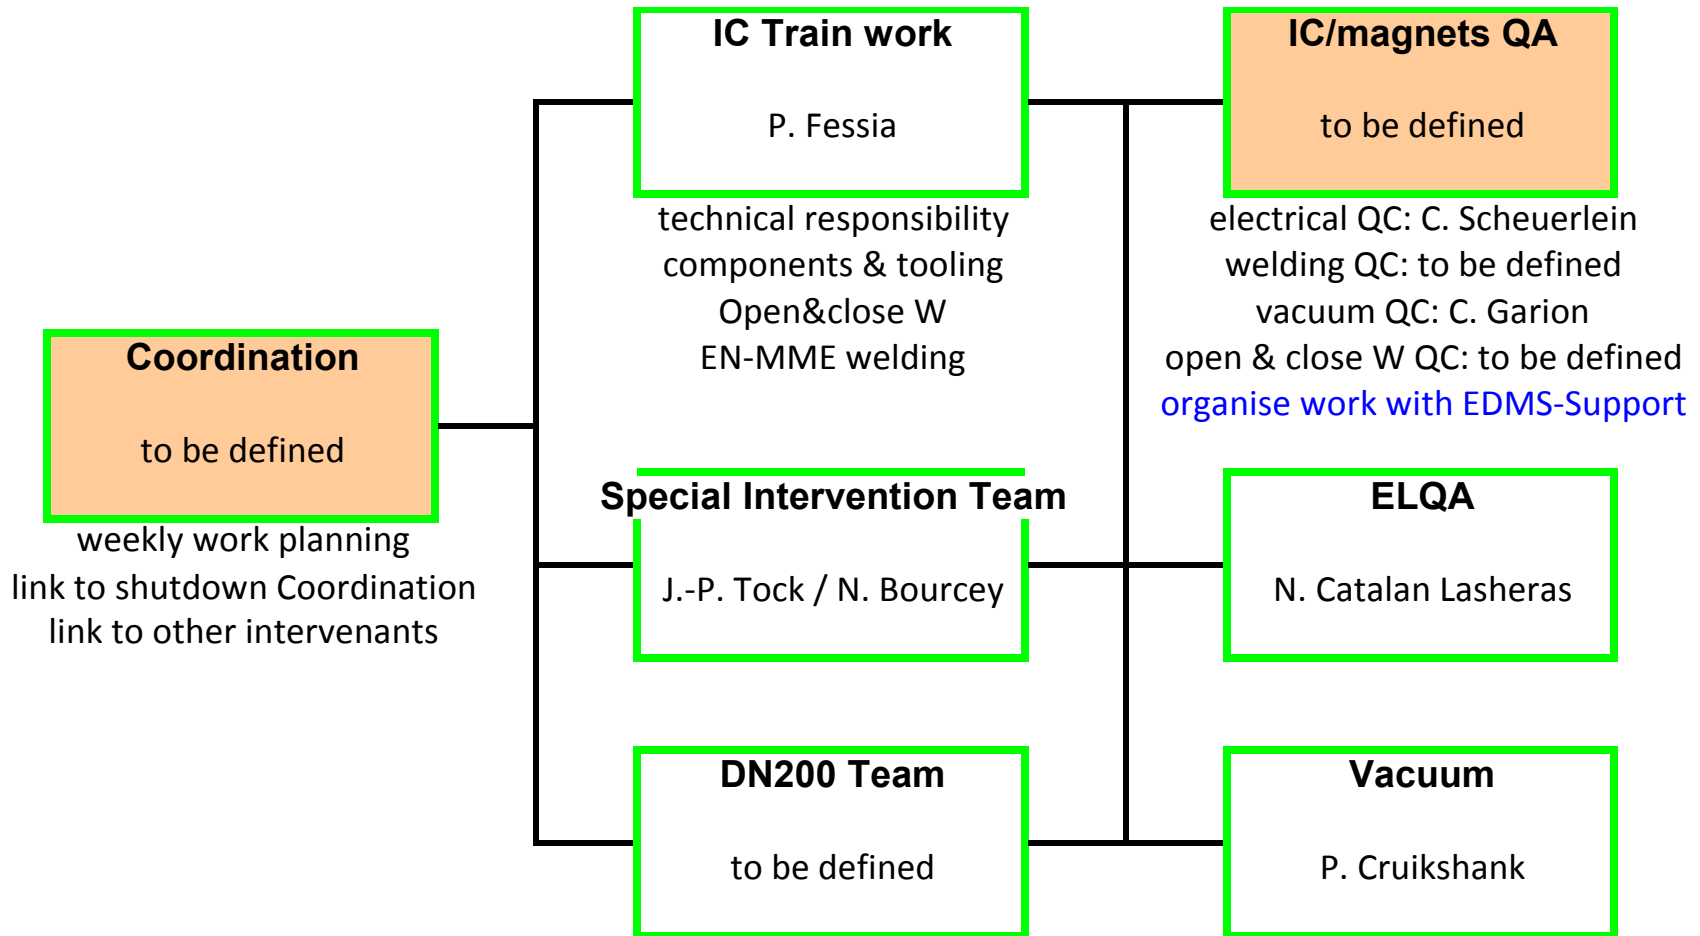 Coordination
to be defined
weekly work planning
link to shutdown Coordination
link to other intervenants
IC Train work
P. Fessia
technical responsibility
components & tooling
Open&close W
EN-MME welding
Special Intervention Team
J.-P. Tock / N. Bourcey
DN200 Team
to be defined
IC/magnets QA
to be defined
electrical QC: C. Scheuerlein
welding QC: to be defined
vacuum QC: C. Garion
open & close W QC: to be defined
organise work with EDMS-Support
ELQA
N. Catalan Lasheras
Vacuum
P. Cruikshank